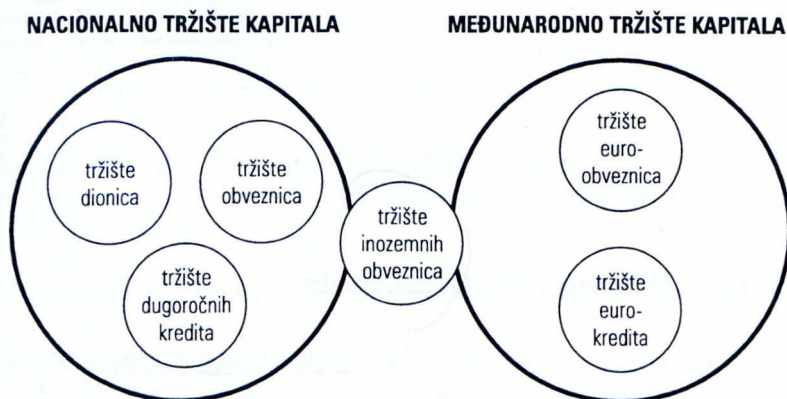 NACIONALNO TRŽIŠTE KAPITALA
MEĐUNARODNO TRŽIŠTE KAPITALA
tržište
dionica
tržište
obveznica
tržište
dugoročnih
kredita
tržište
inozemnih
obveznica
tržište
euro-
obveznica
tržište
euro-
kredita